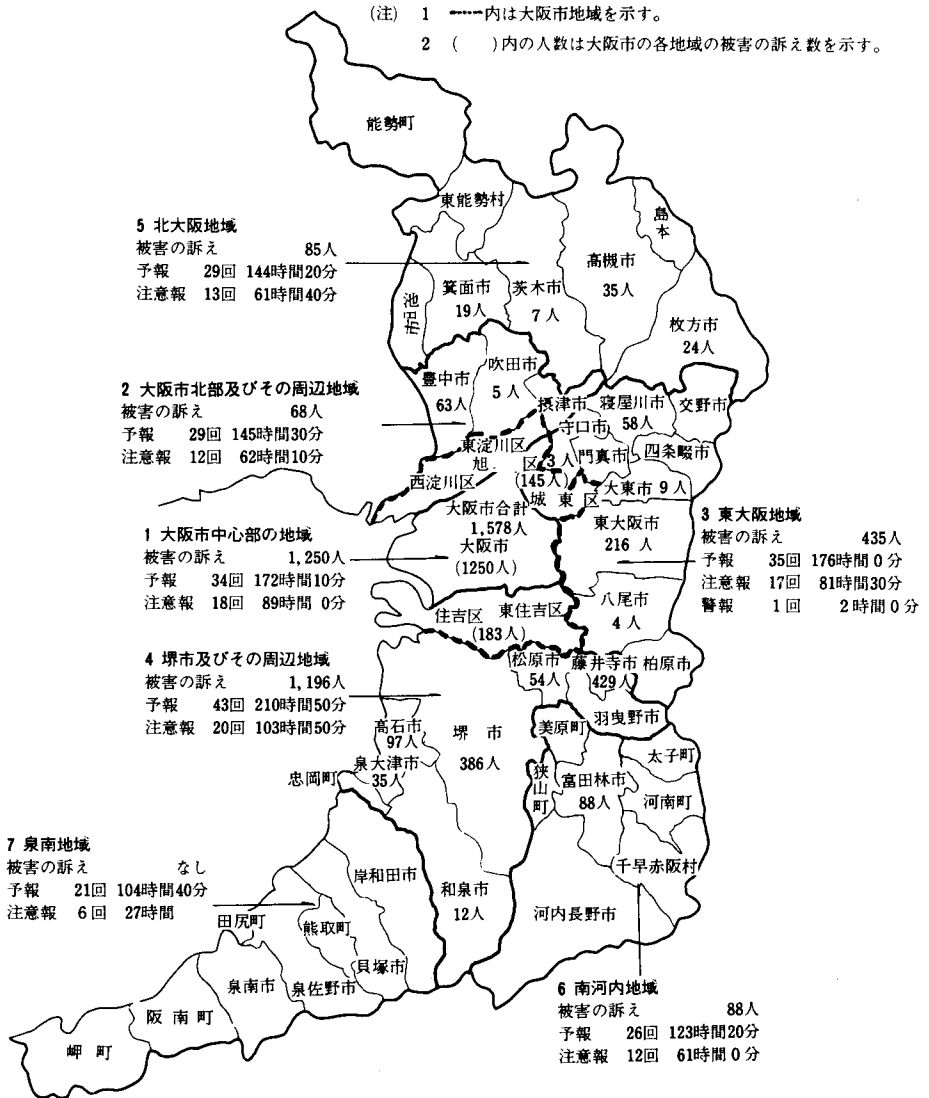 (注) 1 ----内は大阪市地域を示す。
2 (　　)内の人数は大阪市の各地域の被害の訴え数を示す。
能勢町
東能勢村
島本
5 北大阪地域
被害の訴え 85人
予報 29回 144時間20分
注意報 13回 61時間40分
高槻市
35人
箕面市
19人
茨木市
7人
池田市
枚方市
24人
吹田市
5人
豊中市
63人
2 大阪市北部及びその周辺地域
被害の訴え 68人
予報 29回 145時間30分
注意報 12回 62時間10分
摂津市
寝屋川市
58人
交野市
守口市
3人
門真市
四条畷市
東淀川区
旭区
(145人)
西淀川区
城東区
大東市 9人
大阪市合計
1,578人
大阪市
(1250人)
東大阪市
216人
3 東大阪地域
被害の訴え 435人
予報 35回 176時間0分
注意報 17回 81時間30分
警報 1回 2時間0分
1 大阪市中心部の地域
被害の訴え 1,250人
予報 34回 172時間10分
注意報 18回 89時間0分
八尾市
4人
住吉区
東住吉区
(183人)
4 堺市及びその周辺地域
被害の訴え 1,196人
予報 43回 210時間50分
注意報 20回 103時間50分
松原市
54人
藤井寺市
429人
柏原市
羽曳野市
美原町
高石市
97人
堺市
386人
太子町
泉大津市
35人
忠岡町
狭山町
富田林市
88人
河南町
千早赤阪村
7 泉南地域
被害の訴え なし
予報 21回 104時間40分
注意報 6回 27時間
岸和田市
和泉市
12人
河内長野市
田尻町
熊取町
貝塚市
泉南市
泉佐野市
阪南町
岬町
6 南河内地域
被害の訴え 88人
予報 26回 123時間20分
注意報 12回 61時間0分